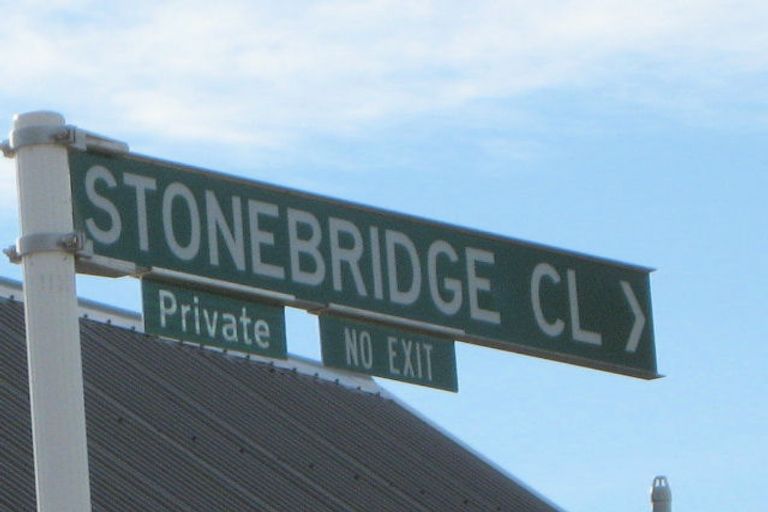 STONEBRIDGE CL >
Private
NO EXIT